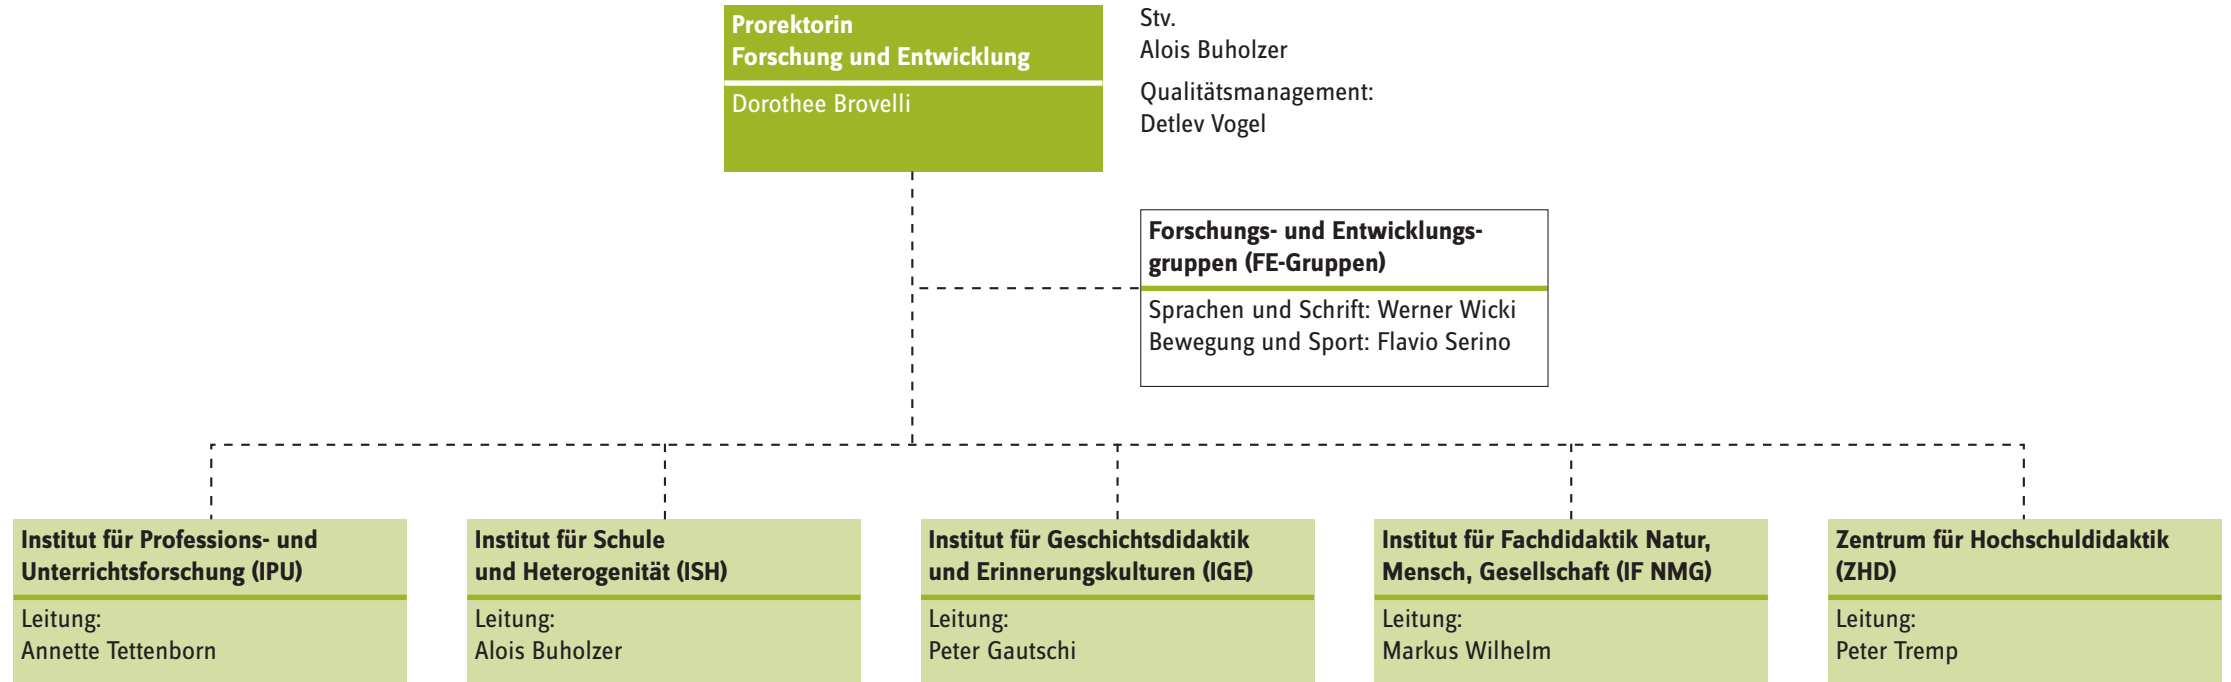 Prorektorin
Forschung und Entwicklung
Dorothee Brovelli
Stv.
Alois Buholzer
Qualitätsmanagement:
Detlev Vogel
Forschungs- und Entwicklungs-
gruppen (FE-Gruppen)
Sprachen und Schrift: Werner Wicki
Bewegung und Sport: Flavio Serino
Institut für Professions- und
Unterrichtsforschung (IPU)
Leitung:
Annette Tettenborn
Institut für Schule
und Heterogenität (ISH)
Leitung:
Alois Buholzer
Institut für Geschichtsdidaktik
und Erinnerungskulturen (IGE)
Leitung:
Peter Gautschi
Institut für Fachdidaktik Natur,
Mensch, Gesellschaft (IF NMG)
Leitung:
Markus Wilhelm
Zentrum für Hochschuldidaktik
(ZHD)
Leitung:
Peter Tremp